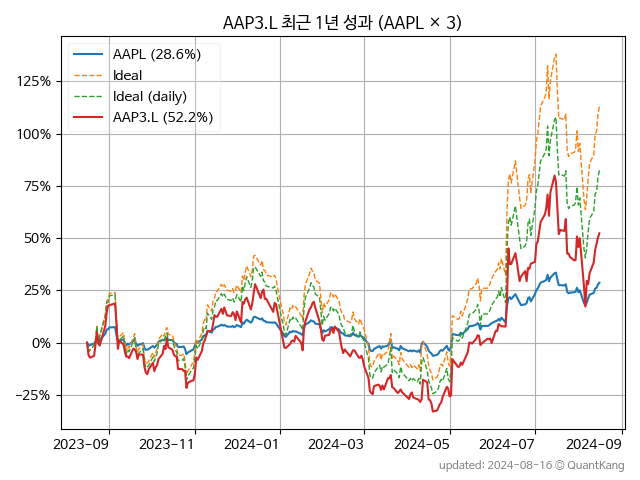 AAP3.L 최근 1년 성과 (AAPL × 3)
AAPL (28.6%)
Ideal
Ideal (daily)
AAP3.L (52.2%)
125%
100%
75%
50%
25%
0%
−25%
2023−09 2023−11 2024−01 2024−03 2024−05 2024−07 2024−09
updated: 2024-08-16 © QuantKang